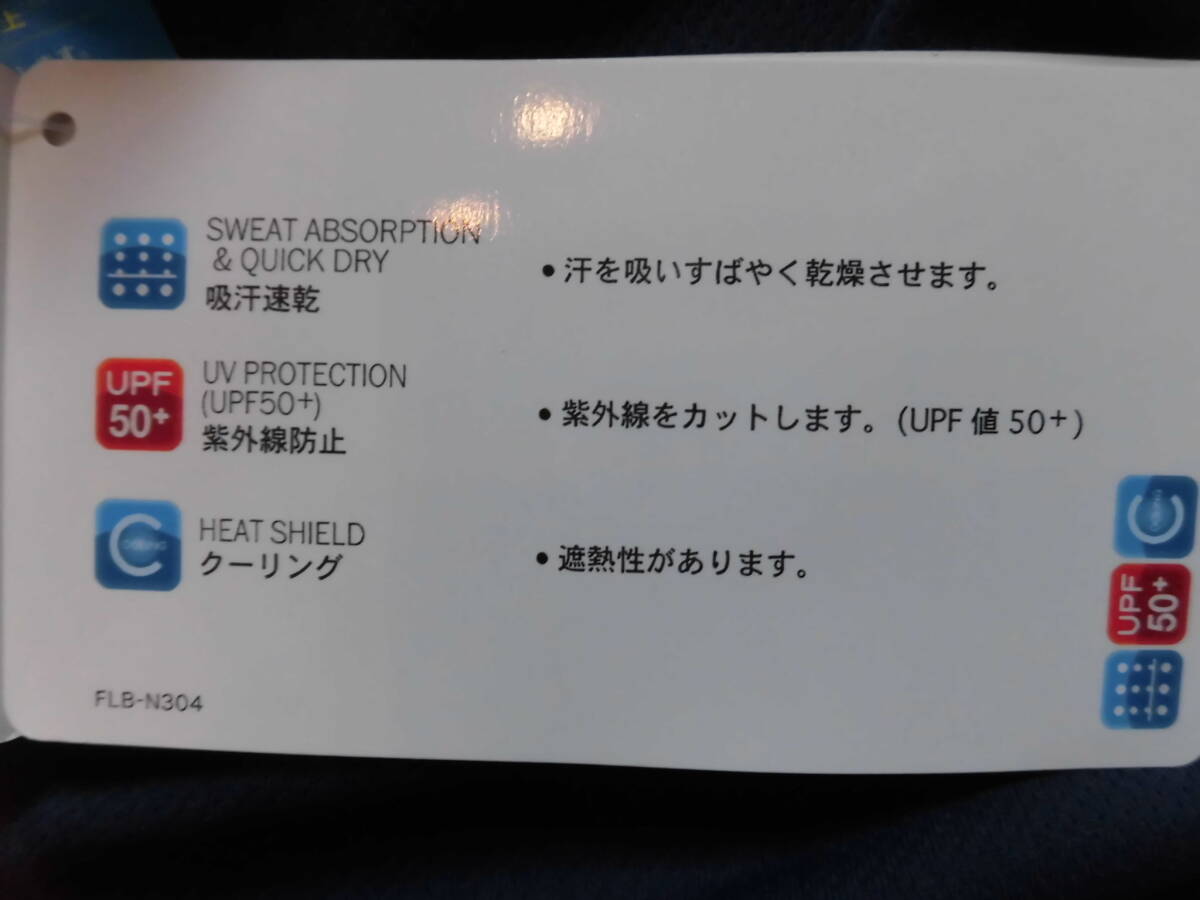 上
SWEAT ABSORPTION
& QUICK DRY
吸汗速乾
•汗を吸いすばやく乾燥させます。
UPF
50+
UV PROTECTION
(UPF50+)
紫外線防止
•紫外線をカットします。(UPF 値 50+)
COOLING
HEAT SHIELD
クーリング
•遮熱性があります。
COOLING
UPF
50+
FLB-N304